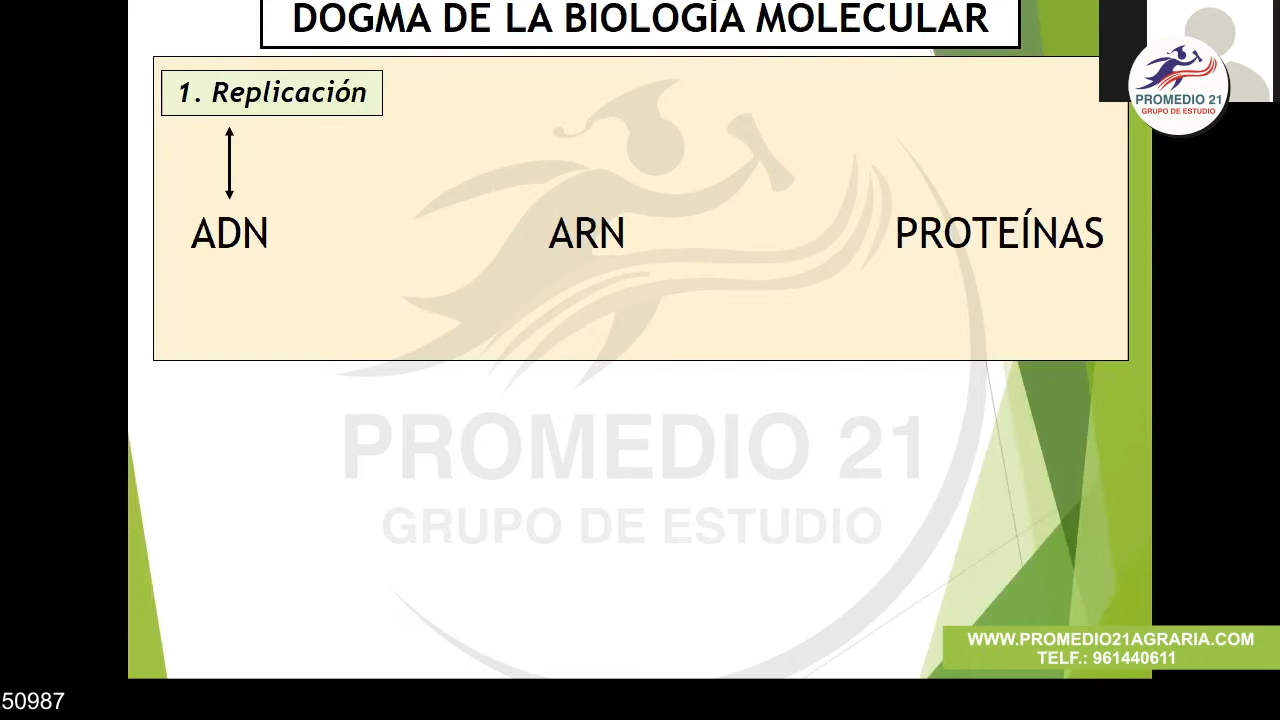 DOGMA DE LA BIOLOGÍA MOLECULAR
1. Replicación
PROMEDIO 21
GRUPO DE ESTUDIO
ADN ARN PROTEÍNAS
PROMEDIO 21
GRUPO DE ESTUDIO
WWW.PROMEDIO21AGRARIA.COM
TELF.: 961440611
50987